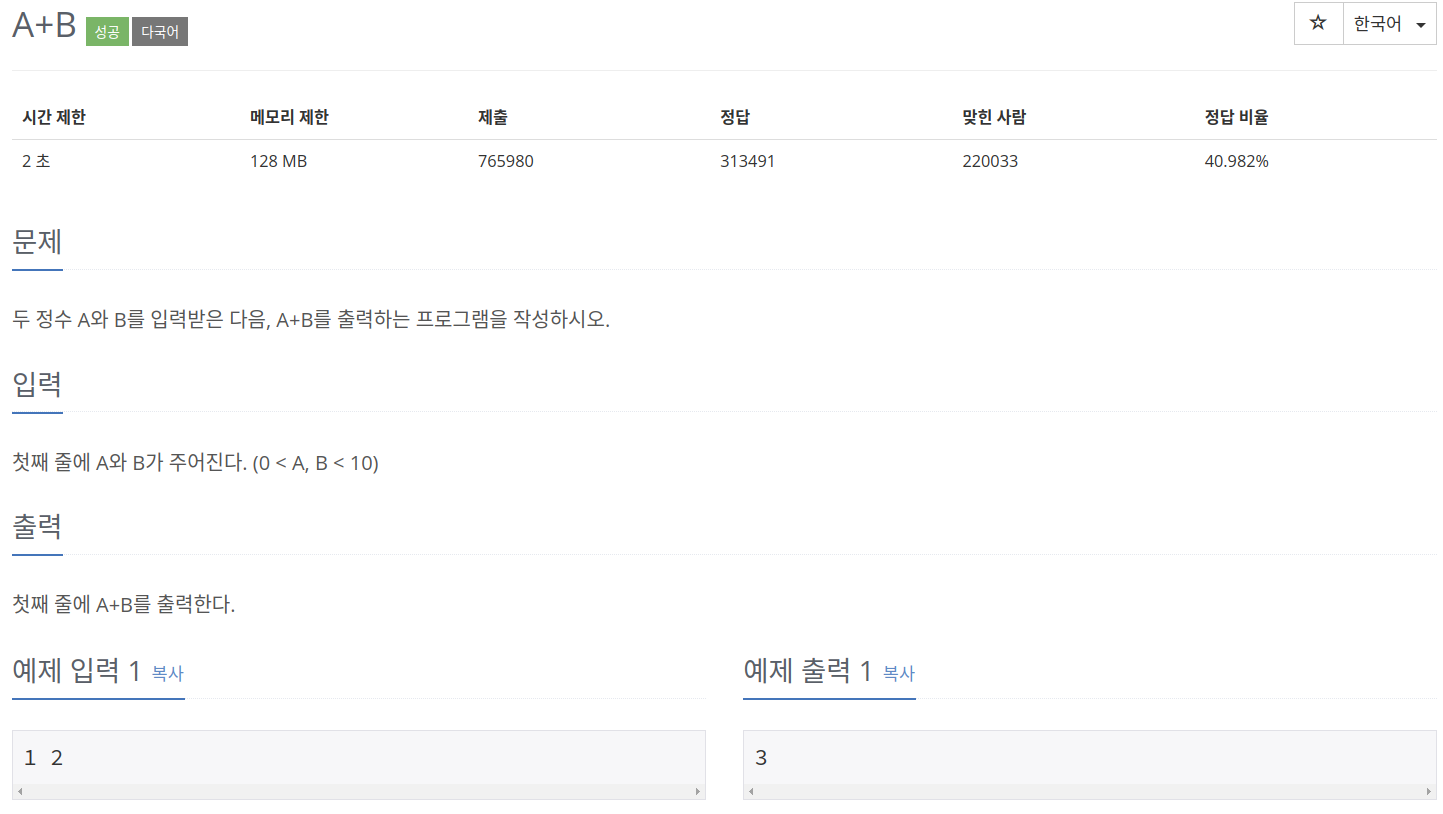 A+B 성공 다국어 ☆ 한국어
시간 제한 메모리 제한 제출 정답 맞힌 사람 정답 비율
2 초 128 MB 765980 313491 220033 40.982%
문제
두 정수 A와 B를 입력받은 다음, A+B를 출력하는 프로그램을 작성하시오.
입력
첫째 줄에 A와 B가 주어진다. (0 < A, B < 10)
출력
첫째 줄에 A+B를 출력한다.
예제 입력 1 복사
1 2
예제 출력 1 복사
3